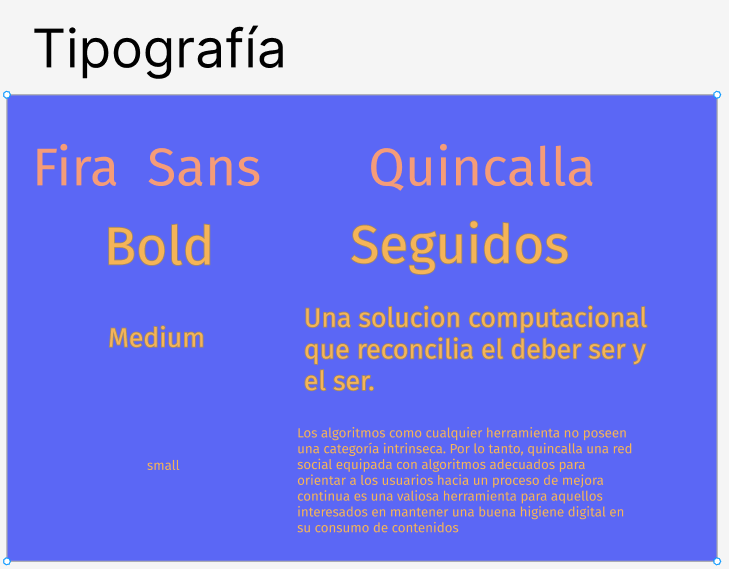 Tipografía
Fira Sans
Quincalla
Bold
Seguidos
Medium
Una solucion computacional
que reconcilia el deber ser y
el ser.
small
Los algoritmos como cualquier herramienta no poseen
una categoría intrinseca. Por lo tanto, quincalla una red
social equipada con algoritmos adecuados para
orientar a los usuarios hacia un proceso de mejora
continua es una valiosa herramienta para aquellos
interesados en mantener una buena higiene digital en
su consumo de contenidos